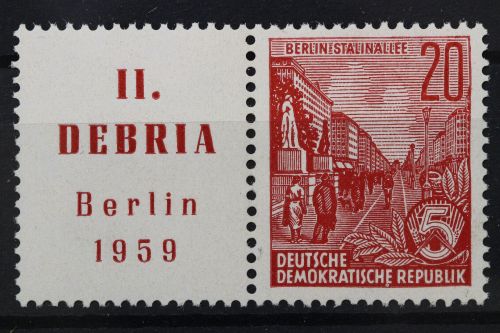 II.
DEBRIA
Berlin
1959
BERLIN-STALINALLEE
20
5
DEUTSCHE
DEMOKRATISCHE REPUBLIK